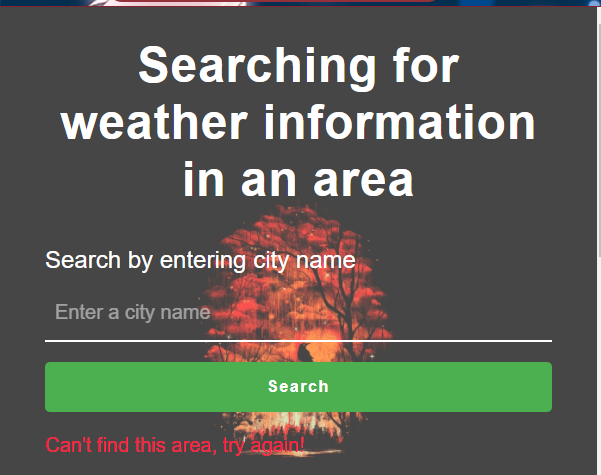 Searching for
weather information
in an area
Search by entering city name
Enter a city name
Search
Can't find this area, try again!